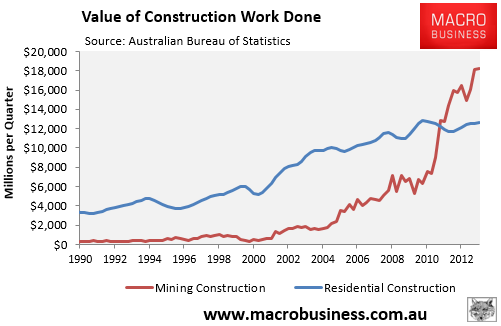 Value of Construction Work Done
Source: Australian Bureau of Statistics
MACRO
BUSINESS
Millions per Quarter
$20,000
$18,000
$16,000
$14,000
$12,000
$10,000
$8,000
$6,000
$4,000
$2,000
$0
1990 1992 1994 1996 1998 2000 2002 2004 2006 2008 2010 2012
Mining Construction Residential Construction
www.macrobusiness.com.au